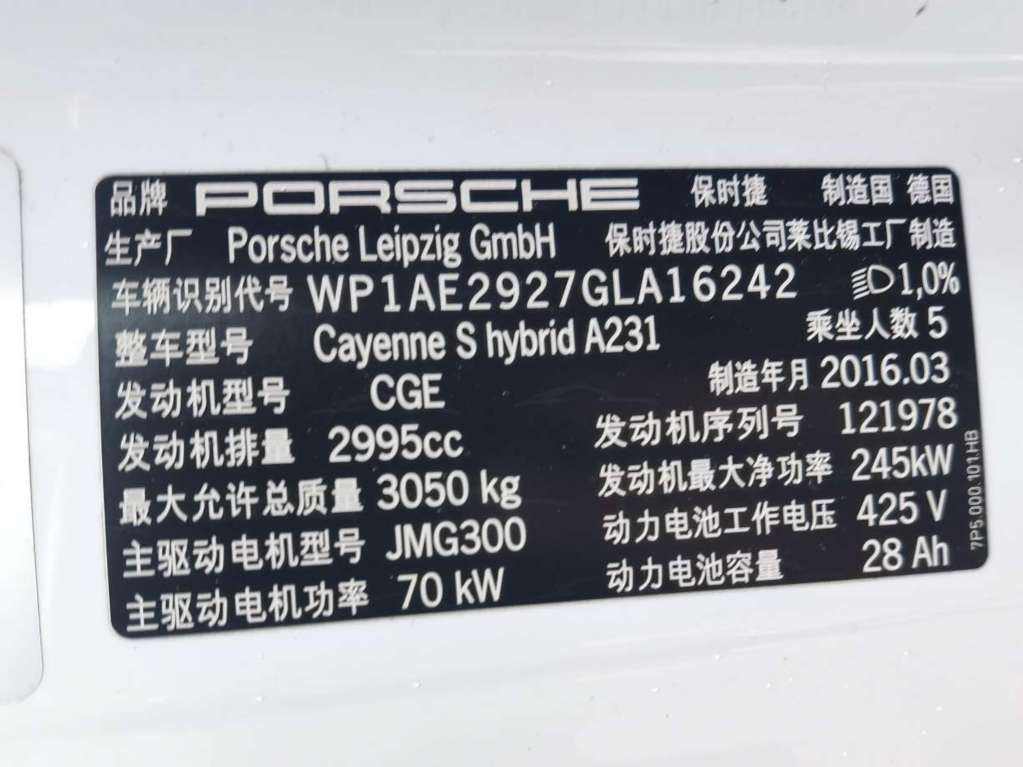 品牌 PORSCHE 保时捷 制造国 德国
生产厂 Porsche Leipzig GmbH 保时捷股份公司莱比锡工厂制造
车辆识别代号 WP1AE2927GLA16242 1,0%
整车型号 Cayenne S hybrid A231 乘坐人数 5
发动机型号 CGE 制造年月 2016.03
发动机排量 2995cc 发动机序列号 121978
最大允许总质量 3050 kg 发动机最大净功率 245kW
主驱动电机型号 JMG300 动力电池工作电压 425 V
主驱动电机功率 70 kW 动力电池容量 28 Ah
7P5 000.101.HB